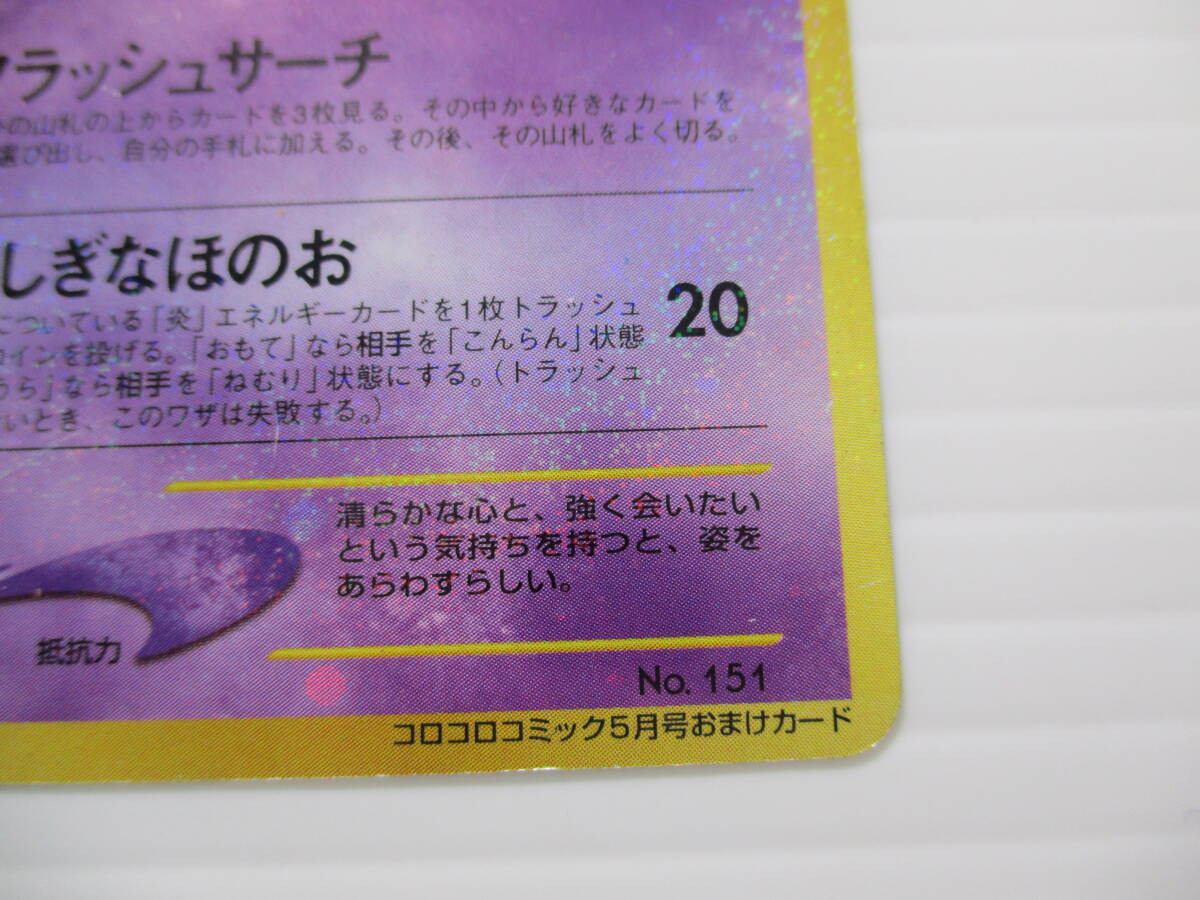 ラッシュサーチ
の山札の上からカードを3枚見る。その中から好きなカードを
選び出し、自分の手札に加える。その後、その山札をよく切る。
しぎなほのお
についている「炎」エネルギーカードを1枚トラッシュ
コインを投げる。「おもて」なら相手を「こんらん」状態
うら」なら相手を「ねむり」状態にする。(トラッシュ
いとき、このワザは失敗する。)
20
清らかな心と、強く会いたい
という気持ちを持つと、姿を
あらわすらしい。
抵抗力
No. 151
コロコロコミック5月号おまけカード